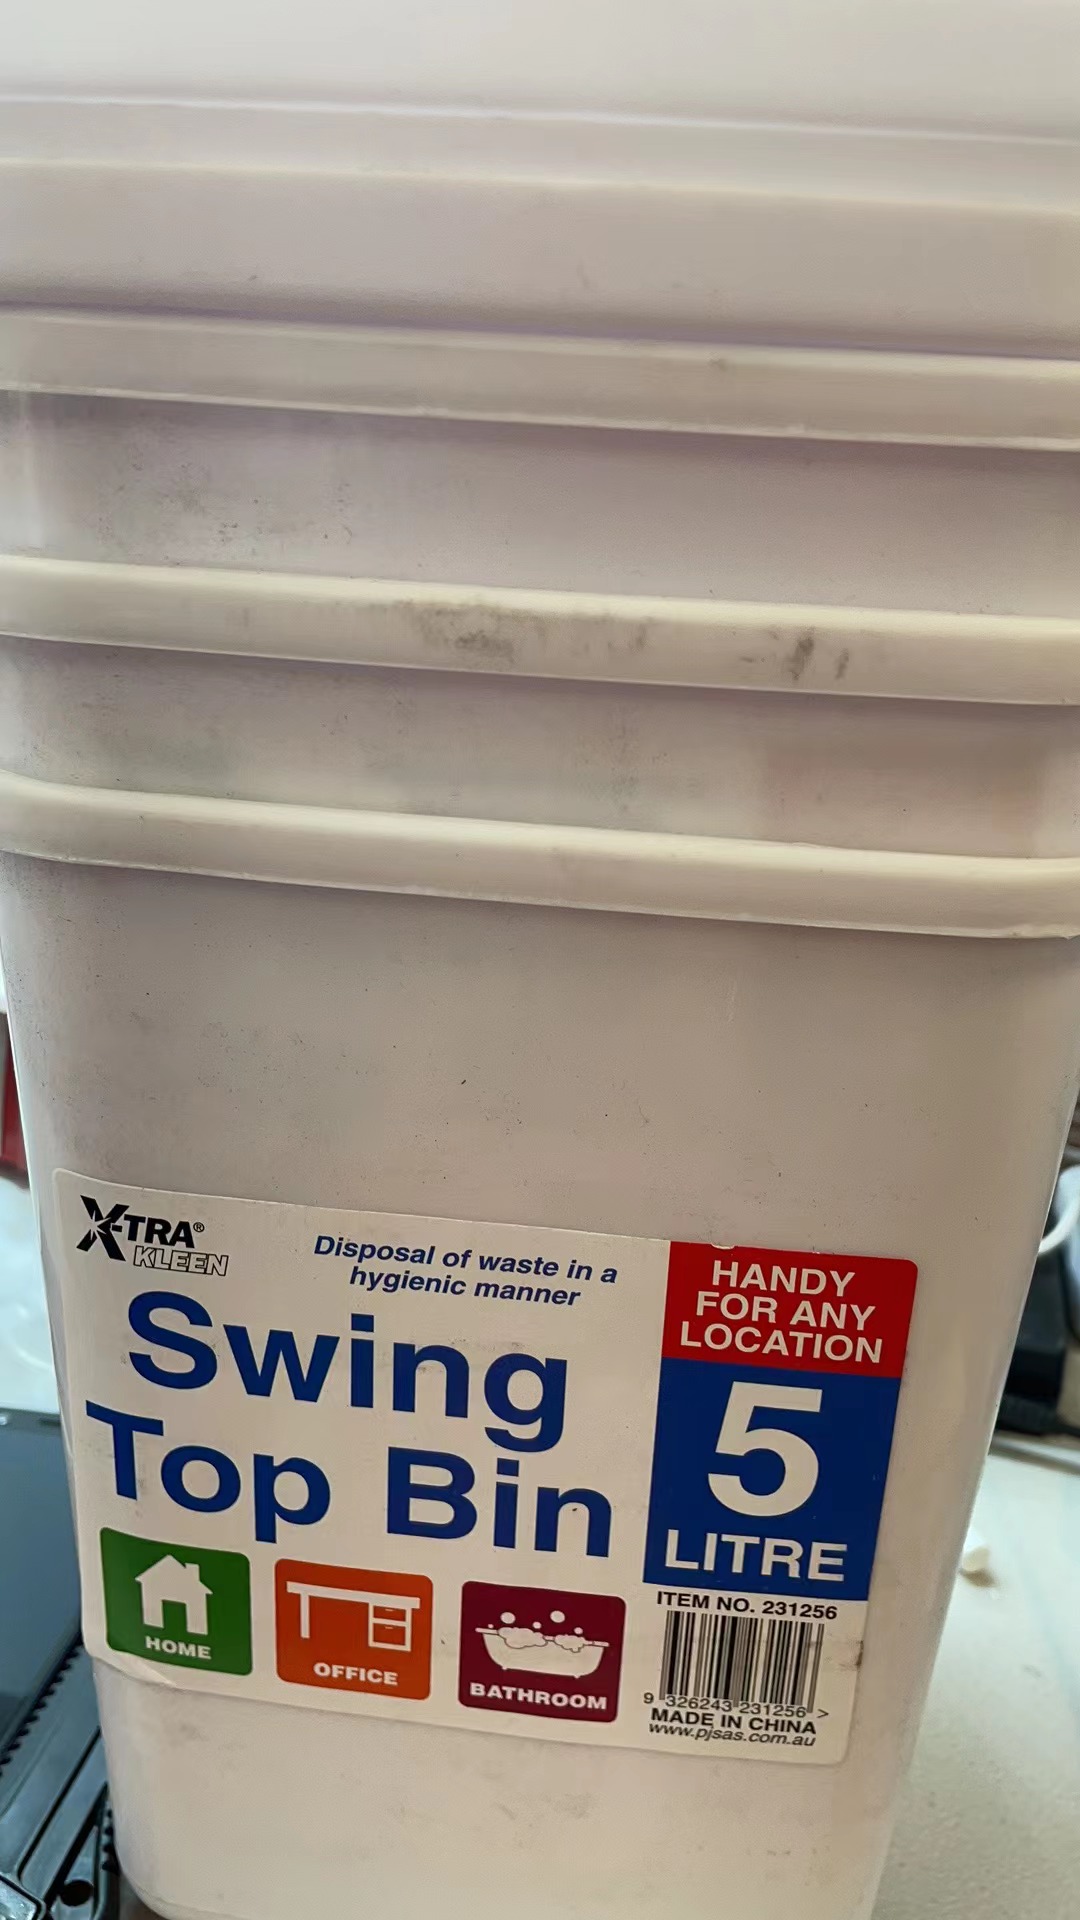 X-TRA®
KLEEN
Disposal of waste in a
hygienic manner
Swing
Top Bin
HOME
OFFICE
BATHROOM
HANDY
FOR ANY
LOCATION
5
LITRE
ITEM NO. 231256
9 326243 231256 >
MADE IN CHINA
www.pjsas.com.au